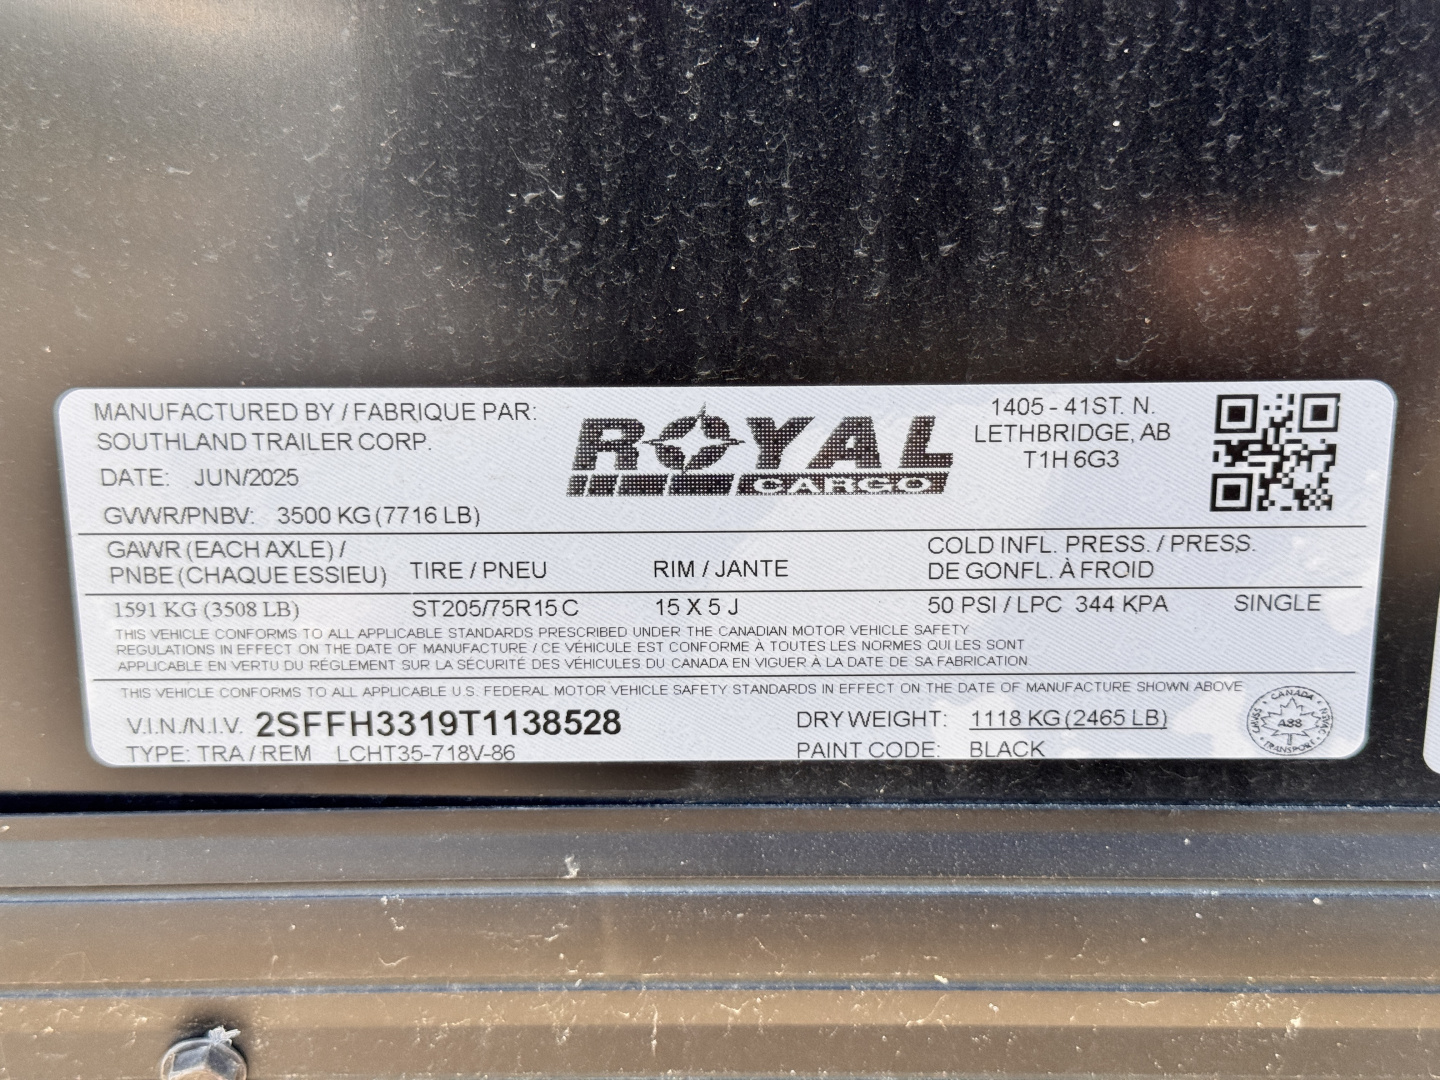 MANUFACTURED BY / FABRIQUE PAR:
SOUTHLAND TRAILER CORP.
DATE: JUN/2025
GVWR/PNBV: 3500 KG (7716 LB)
ROYAL
CARGO
1405 - 41ST. N.
LETHBRIDGE, AB
T1H 6G3
GAWR (EACH AXLE) /
PNBE (CHAQUE ESSIEU) TIRE / PNEU RIM / JANTE COLD INFL. PRESS. / PRESS.
DE GONFL. À FROID
1591 KG (3508 LB) ST205/75R15 C 15 X 5 J 50 PSI / LPC 344 KPA SINGLE
THIS VEHICLE CONFORMS TO ALL APPLICABLE STANDARDS PRESCRIBED UNDER THE CANADIAN MOTOR VEHICLE SAFETY
REGULATIONS IN EFFECT ON THE DATE OF MANUFACTURE / CE VÉHICULE EST CONFORME À TOUTES LES NORMES QUI LES SONT
APPLICABLE EN VERTU DU RÉGLEMENT SUR LA SÉCURITÉ DES VÉHICULES DU CANADA EN VIGUER À LA DATE DE SA FABRICATION
THIS VEHICLE CONFORMS TO ALL APPLICABLE U.S. FEDERAL MOTOR VEHICLE SAFETY STANDARDS IN EFFECT ON THE DATE OF MANUFACTURE SHOWN ABOVE
V.I.N./N.I.V. 2SFFH3319T1138528 DRY WEIGHT: 1118 KG (2465 LB)
TYPE: TRA / REM LCHT35-718V-86 PAINT CODE: BLACK
CANADA
TRANSPORT